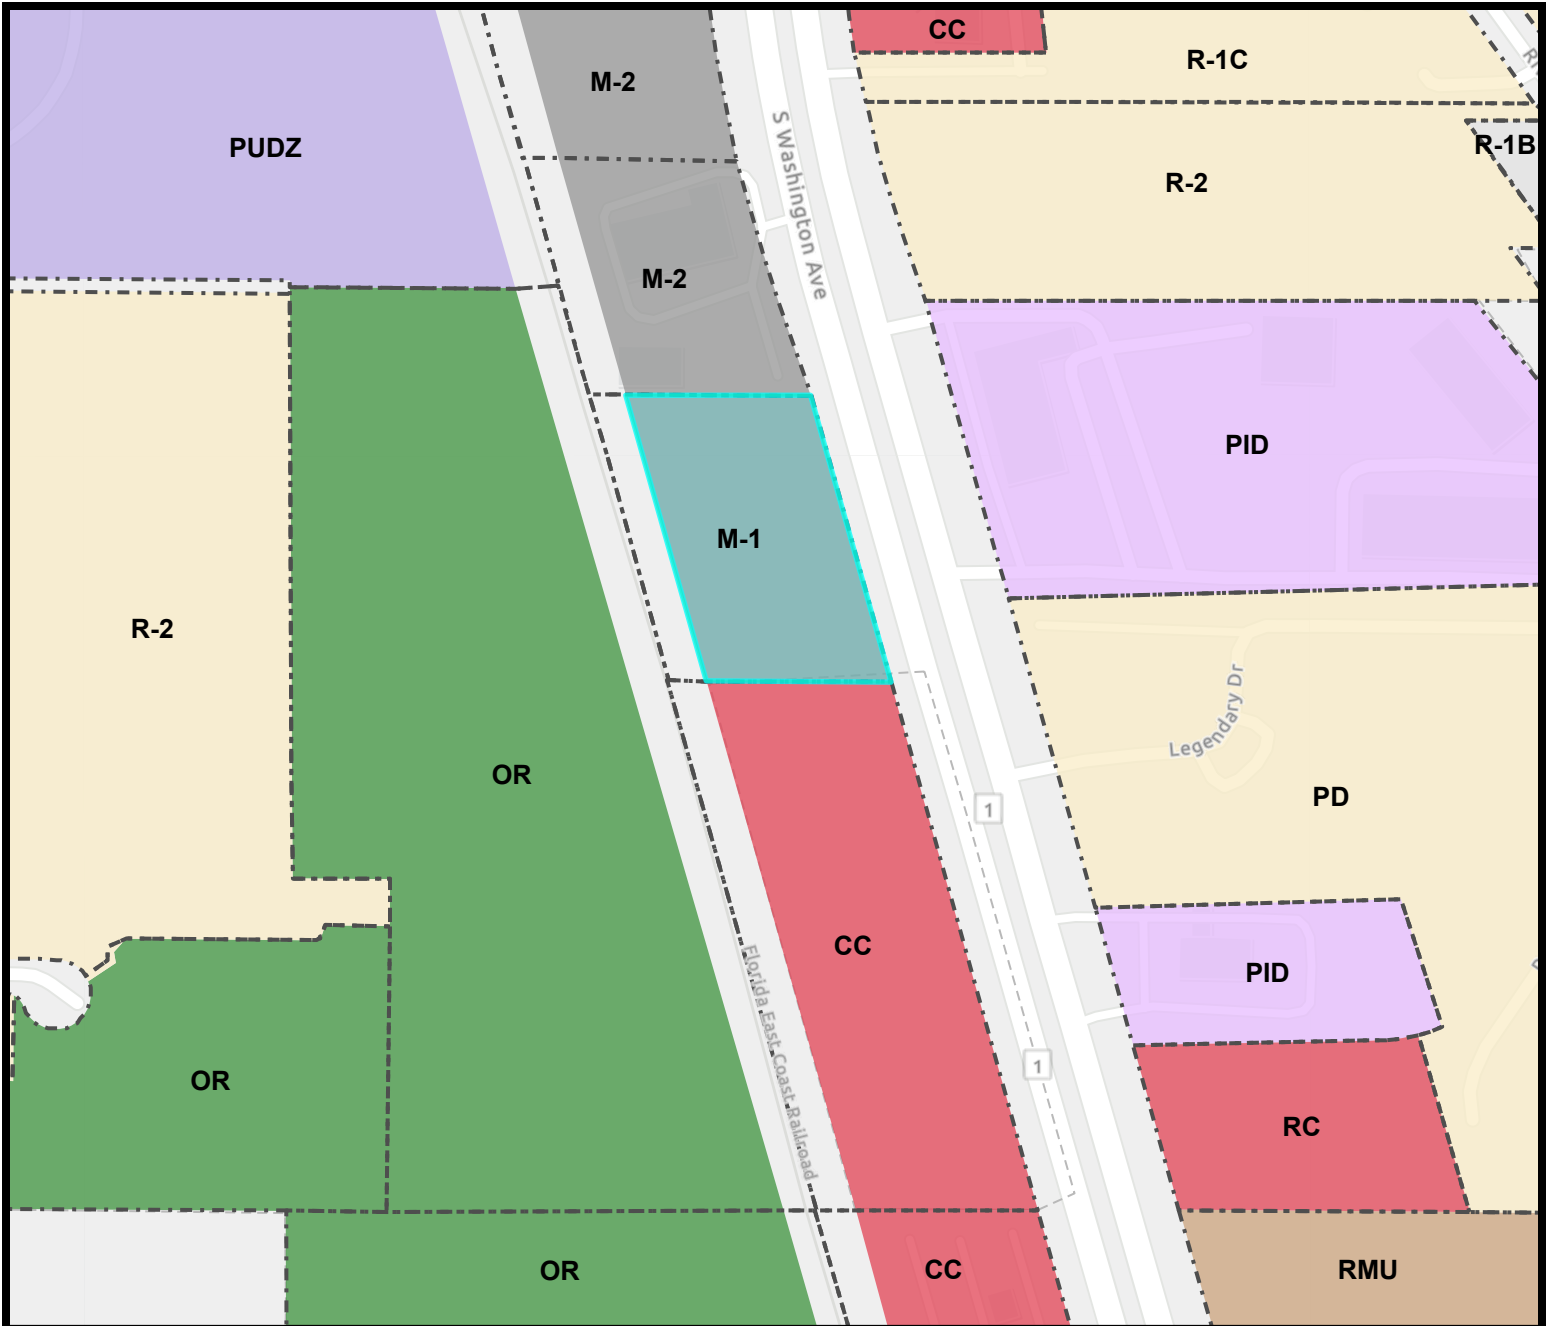 CC
R-1C
M-2
S Washington Ave
R-1B
PUDZ
R-2
M-2
PID
M-1
R-2
Legendary Dr
OR
PD
1
CC
Florida East Coast Railroad
PID
1
OR
RC
OR
CC
RMU